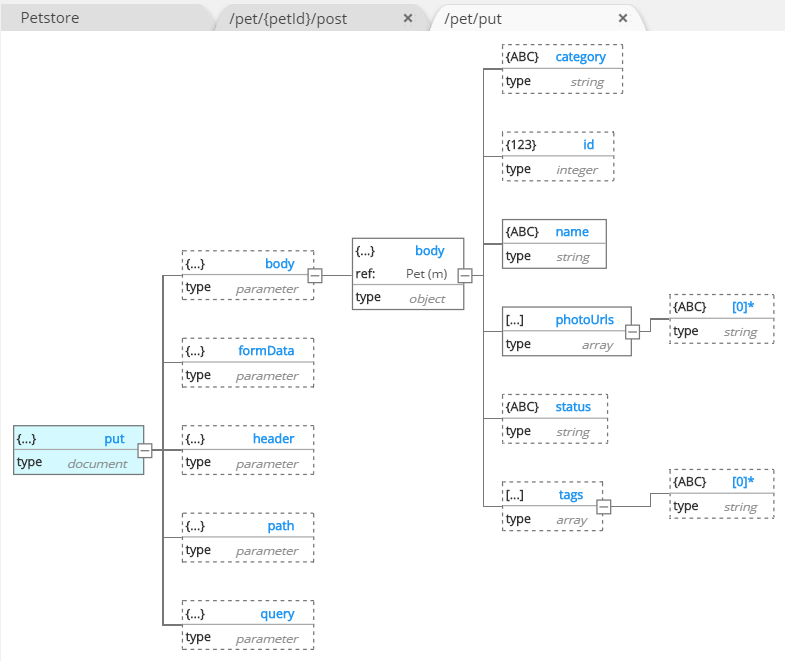 Petstore
/pet/{petId}/post
/pet/put
{...} put
type document
{...} body
type parameter
{...} formData
type parameter
{...} header
type parameter
{...} path
type parameter
{...} query
type parameter
{...} body
ref: Pet (m)
type object
{ABC} category
type string
{123} id
type integer
{ABC} name
type string
[...] photoUrls
type array
{ABC} [0]*
type string
{ABC} status
type string
[...] tags
type array
{ABC} [0]*
type string